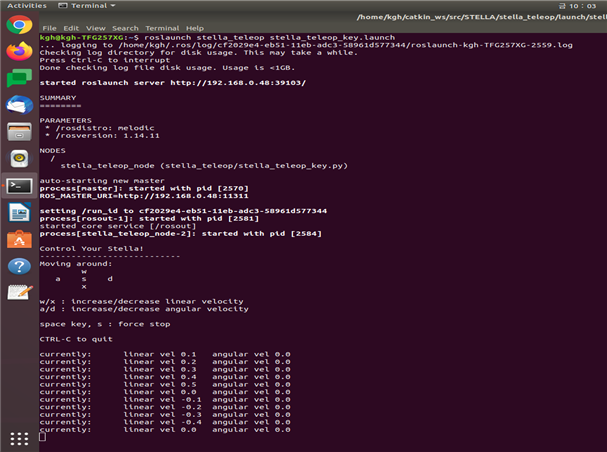 Activities
Terminal
10 : 03
/home/kgh/catkin_ws/src/STELLA/stella_teleop/launch/stel
File Edit View Search Terminal Help
kgh@kgh-TFG257XG:~$ roslaunch stella_teleop stella_teleop_key.launch
... logging to /home/kgh/.ros/log/cf2029e4-eb51-11eb-adc3-58961d577344/roslaunch-kgh-TFG257XG-2559.log
Checking log directory for disk usage. This may take a while.
Press Ctrl-C to interrupt
Done checking log file disk usage. Usage is <1GB.
started roslaunch server http://192.168.0.48:39103/
SUMMARY
========
PARAMETERS
* /rosdistro: melodic
* /rosversion: 1.14.11
NODES
/
stella_teleop_node (stella_teleop/stella_teleop_key.py)
auto-starting new master
process[master]: started with pid [2570]
ROS_MASTER_URI=http://192.168.0.48:11311
setting /run_id to cf2029e4-eb51-11eb-adc3-58961d577344
process[rosout-1]: started with pid [2581]
started core service [/rosout]
process[stella_teleop_node-2]: started with pid [2584]
Control Your Stella!
---------------------------
Moving around:
w
a s d
x
w/x : increase/decrease linear velocity
a/d : increase/decrease angular velocity
space key, s : force stop
CTRL-C to quit
currently: linear vel 0.1 angular vel 0.0
currently: linear vel 0.2 angular vel 0.0
currently: linear vel 0.3 angular vel 0.0
currently: linear vel 0.4 angular vel 0.0
currently: linear vel 0.5 angular vel 0.0
currently: linear vel 0.0 angular vel 0.0
currently: linear vel -0.1 angular vel 0.0
currently: linear vel -0.2 angular vel 0.0
currently: linear vel -0.3 angular vel 0.0
currently: linear vel -0.4 angular vel 0.0
currently: linear vel 0.0 angular vel 0.0